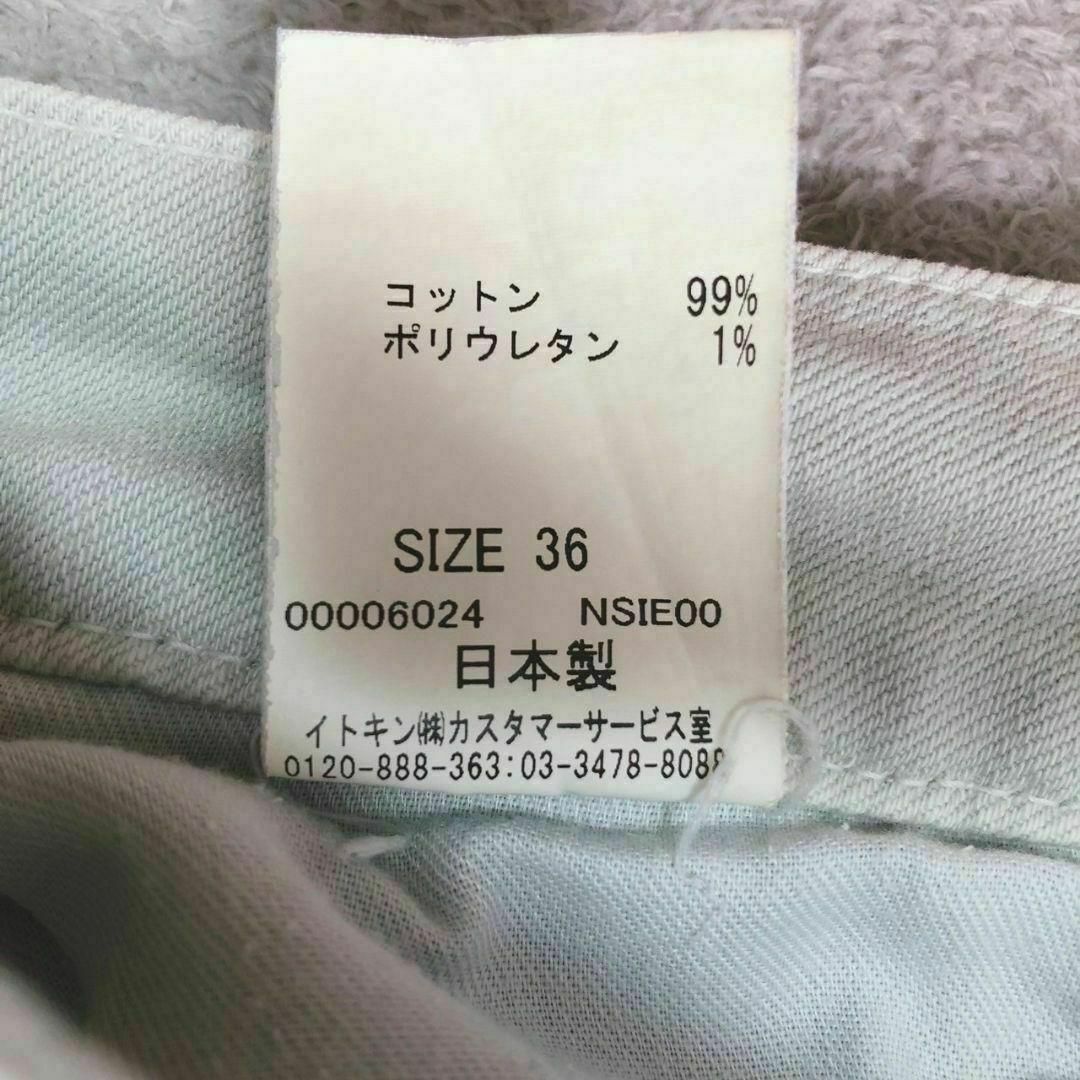 コットン 99%
ポリウレタン 1%
SIZE 36
00006024 NSIE00
日本製
イトキン㈱カスタマーサービス室
0120-888-363:03-3478-8088